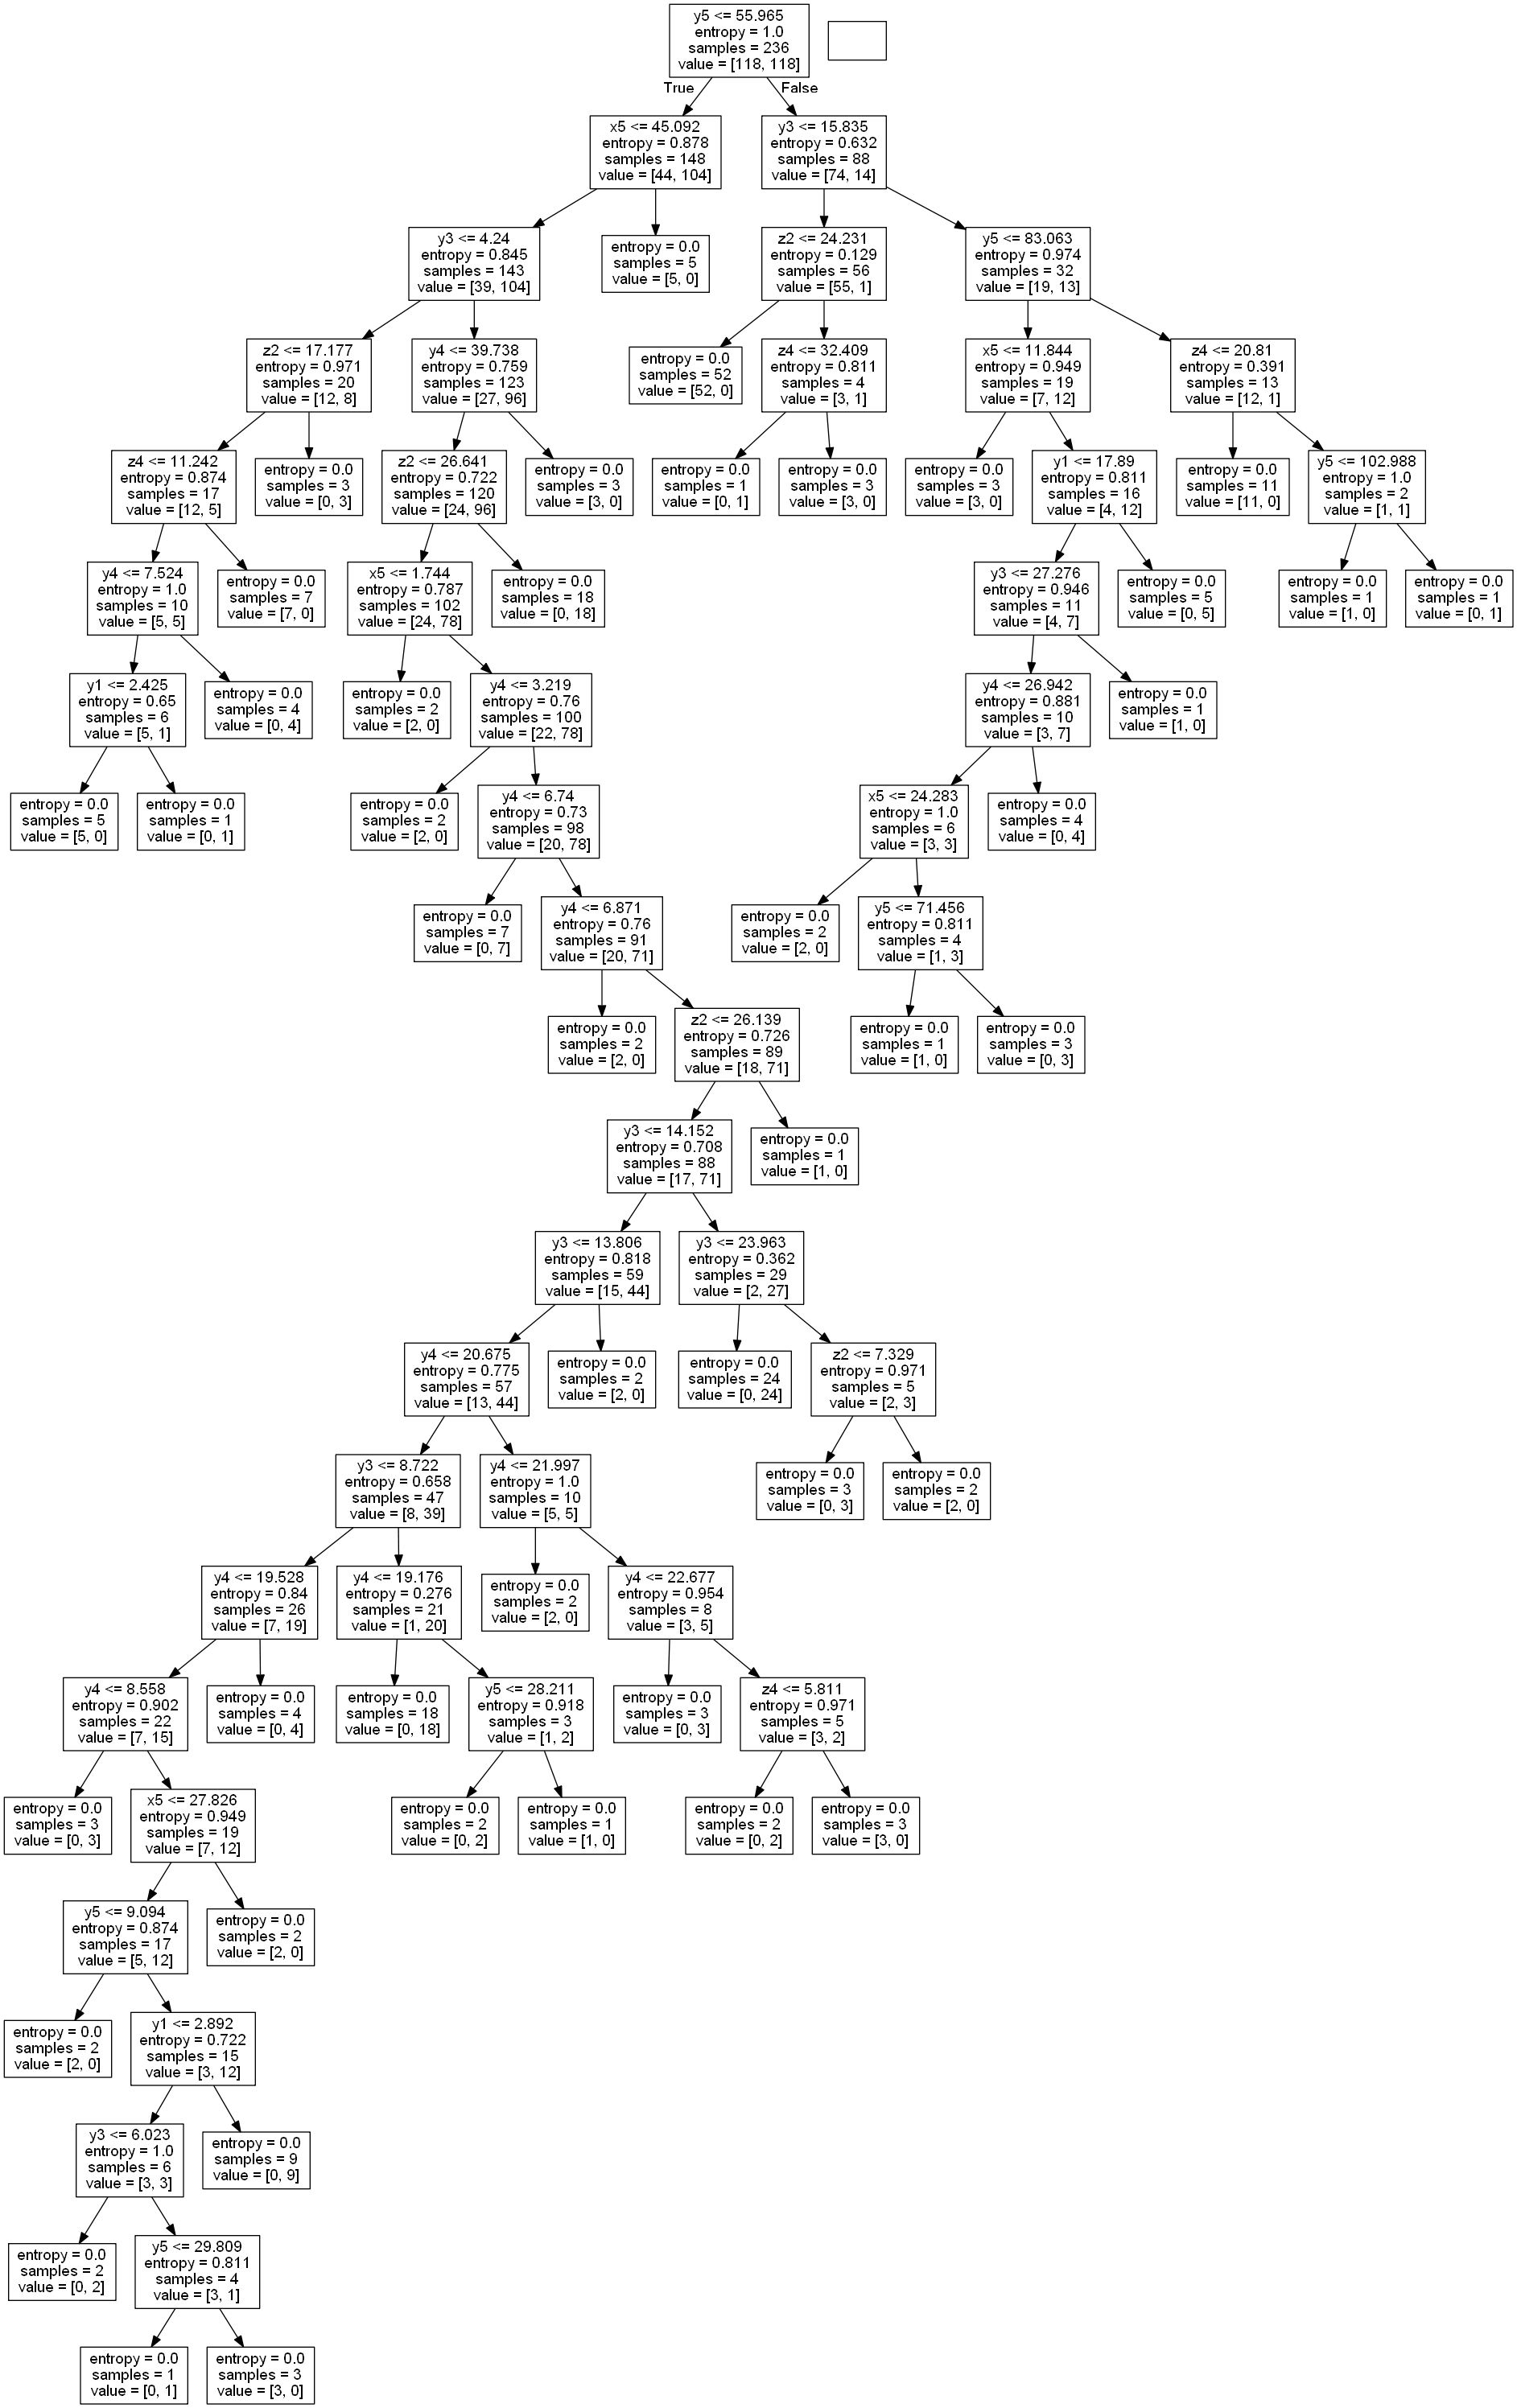 y5 <= 55.965
entropy = 1.0
samples = 236
value = [118, 118]
True
False
x5 <= 45.092
entropy = 0.878
samples = 148
value = [44, 104]
y3 <= 15.835
entropy = 0.632
samples = 88
value = [74, 14]
y3 <= 4.24
entropy = 0.845
samples = 143
value = [39, 104]
entropy = 0.0
samples = 5
value = [5, 0]
z2 <= 24.231
entropy = 0.129
samples = 56
value = [55, 1]
y5 <= 83.063
entropy = 0.974
samples = 32
value = [19, 13]
z2 <= 17.177
entropy = 0.971
samples = 20
value = [12, 8]
y4 <= 39.738
entropy = 0.759
samples = 123
value = [27, 96]
entropy = 0.0
samples = 52
value = [52, 0]
z4 <= 32.409
entropy = 0.811
samples = 4
value = [3, 1]
x5 <= 11.844
entropy = 0.949
samples = 19
value = [7, 12]
z4 <= 20.81
entropy = 0.391
samples = 13
value = [12, 1]
z4 <= 11.242
entropy = 0.874
samples = 17
value = [12, 5]
entropy = 0.0
samples = 3
value = [0, 3]
z2 <= 26.641
entropy = 0.722
samples = 120
value = [24, 96]
entropy = 0.0
samples = 3
value = [3, 0]
entropy = 0.0
samples = 1
value = [0, 1]
entropy = 0.0
samples = 3
value = [3, 0]
entropy = 0.0
samples = 3
value = [3, 0]
y1 <= 17.89
entropy = 0.811
samples = 16
value = [4, 12]
entropy = 0.0
samples = 11
value = [11, 0]
y5 <= 102.988
entropy = 1.0
samples = 2
value = [1, 1]
y4 <= 7.524
entropy = 1.0
samples = 10
value = [5, 5]
entropy = 0.0
samples = 7
value = [7, 0]
x5 <= 1.744
entropy = 0.787
samples = 102
value = [24, 78]
entropy = 0.0
samples = 18
value = [0, 18]
y3 <= 27.276
entropy = 0.946
samples = 11
value = [4, 7]
entropy = 0.0
samples = 5
value = [0, 5]
entropy = 0.0
samples = 1
value = [1, 0]
entropy = 0.0
samples = 1
value = [0, 1]
y1 <= 2.425
entropy = 0.65
samples = 6
value = [5, 1]
entropy = 0.0
samples = 4
value = [0, 4]
entropy = 0.0
samples = 2
value = [2, 0]
y4 <= 3.219
entropy = 0.76
samples = 100
value = [22, 78]
y4 <= 26.942
entropy = 0.881
samples = 10
value = [3, 7]
entropy = 0.0
samples = 1
value = [1, 0]
entropy = 0.0
samples = 5
value = [5, 0]
entropy = 0.0
samples = 1
value = [0, 1]
entropy = 0.0
samples = 2
value = [2, 0]
y4 <= 6.74
entropy = 0.73
samples = 98
value = [20, 78]
x5 <= 24.283
entropy = 1.0
samples = 6
value = [3, 3]
entropy = 0.0
samples = 4
value = [0, 4]
entropy = 0.0
samples = 7
value = [0, 7]
y4 <= 6.871
entropy = 0.76
samples = 91
value = [20, 71]
entropy = 0.0
samples = 2
value = [2, 0]
y5 <= 71.456
entropy = 0.811
samples = 4
value = [1, 3]
entropy = 0.0
samples = 2
value = [2, 0]
z2 <= 26.139
entropy = 0.726
samples = 89
value = [18, 71]
entropy = 0.0
samples = 1
value = [1, 0]
entropy = 0.0
samples = 3
value = [0, 3]
y3 <= 14.152
entropy = 0.708
samples = 88
value = [17, 71]
entropy = 0.0
samples = 1
value = [1, 0]
y3 <= 13.806
entropy = 0.818
samples = 59
value = [15, 44]
y3 <= 23.963
entropy = 0.362
samples = 29
value = [2, 27]
y4 <= 20.675
entropy = 0.775
samples = 57
value = [13, 44]
entropy = 0.0
samples = 2
value = [2, 0]
entropy = 0.0
samples = 24
value = [0, 24]
z2 <= 7.329
entropy = 0.971
samples = 5
value = [2, 3]
y3 <= 8.722
entropy = 0.658
samples = 47
value = [8, 39]
y4 <= 21.997
entropy = 1.0
samples = 10
value = [5, 5]
entropy = 0.0
samples = 3
value = [0, 3]
entropy = 0.0
samples = 2
value = [2, 0]
y4 <= 19.528
entropy = 0.84
samples = 26
value = [7, 19]
y4 <= 19.176
entropy = 0.276
samples = 21
value = [1, 20]
entropy = 0.0
samples = 2
value = [2, 0]
y4 <= 22.677
entropy = 0.954
samples = 8
value = [3, 5]
y4 <= 8.558
entropy = 0.902
samples = 22
value = [7, 15]
entropy = 0.0
samples = 4
value = [0, 4]
entropy = 0.0
samples = 18
value = [0, 18]
y5 <= 28.211
entropy = 0.918
samples = 3
value = [1, 2]
entropy = 0.0
samples = 3
value = [0, 3]
z4 <= 5.811
entropy = 0.971
samples = 5
value = [3, 2]
entropy = 0.0
samples = 3
value = [0, 3]
x5 <= 27.826
entropy = 0.949
samples = 19
value = [7, 12]
entropy = 0.0
samples = 2
value = [0, 2]
entropy = 0.0
samples = 1
value = [1, 0]
entropy = 0.0
samples = 2
value = [0, 2]
entropy = 0.0
samples = 3
value = [3, 0]
y5 <= 9.094
entropy = 0.874
samples = 17
value = [5, 12]
entropy = 0.0
samples = 2
value = [2, 0]
entropy = 0.0
samples = 2
value = [2, 0]
y1 <= 2.892
entropy = 0.722
samples = 15
value = [3, 12]
y3 <= 6.023
entropy = 1.0
samples = 6
value = [3, 3]
entropy = 0.0
samples = 9
value = [0, 9]
entropy = 0.0
samples = 2
value = [0, 2]
y5 <= 29.809
entropy = 0.811
samples = 4
value = [3, 1]
entropy = 0.0
samples = 1
value = [0, 1]
entropy = 0.0
samples = 3
value = [3, 0]